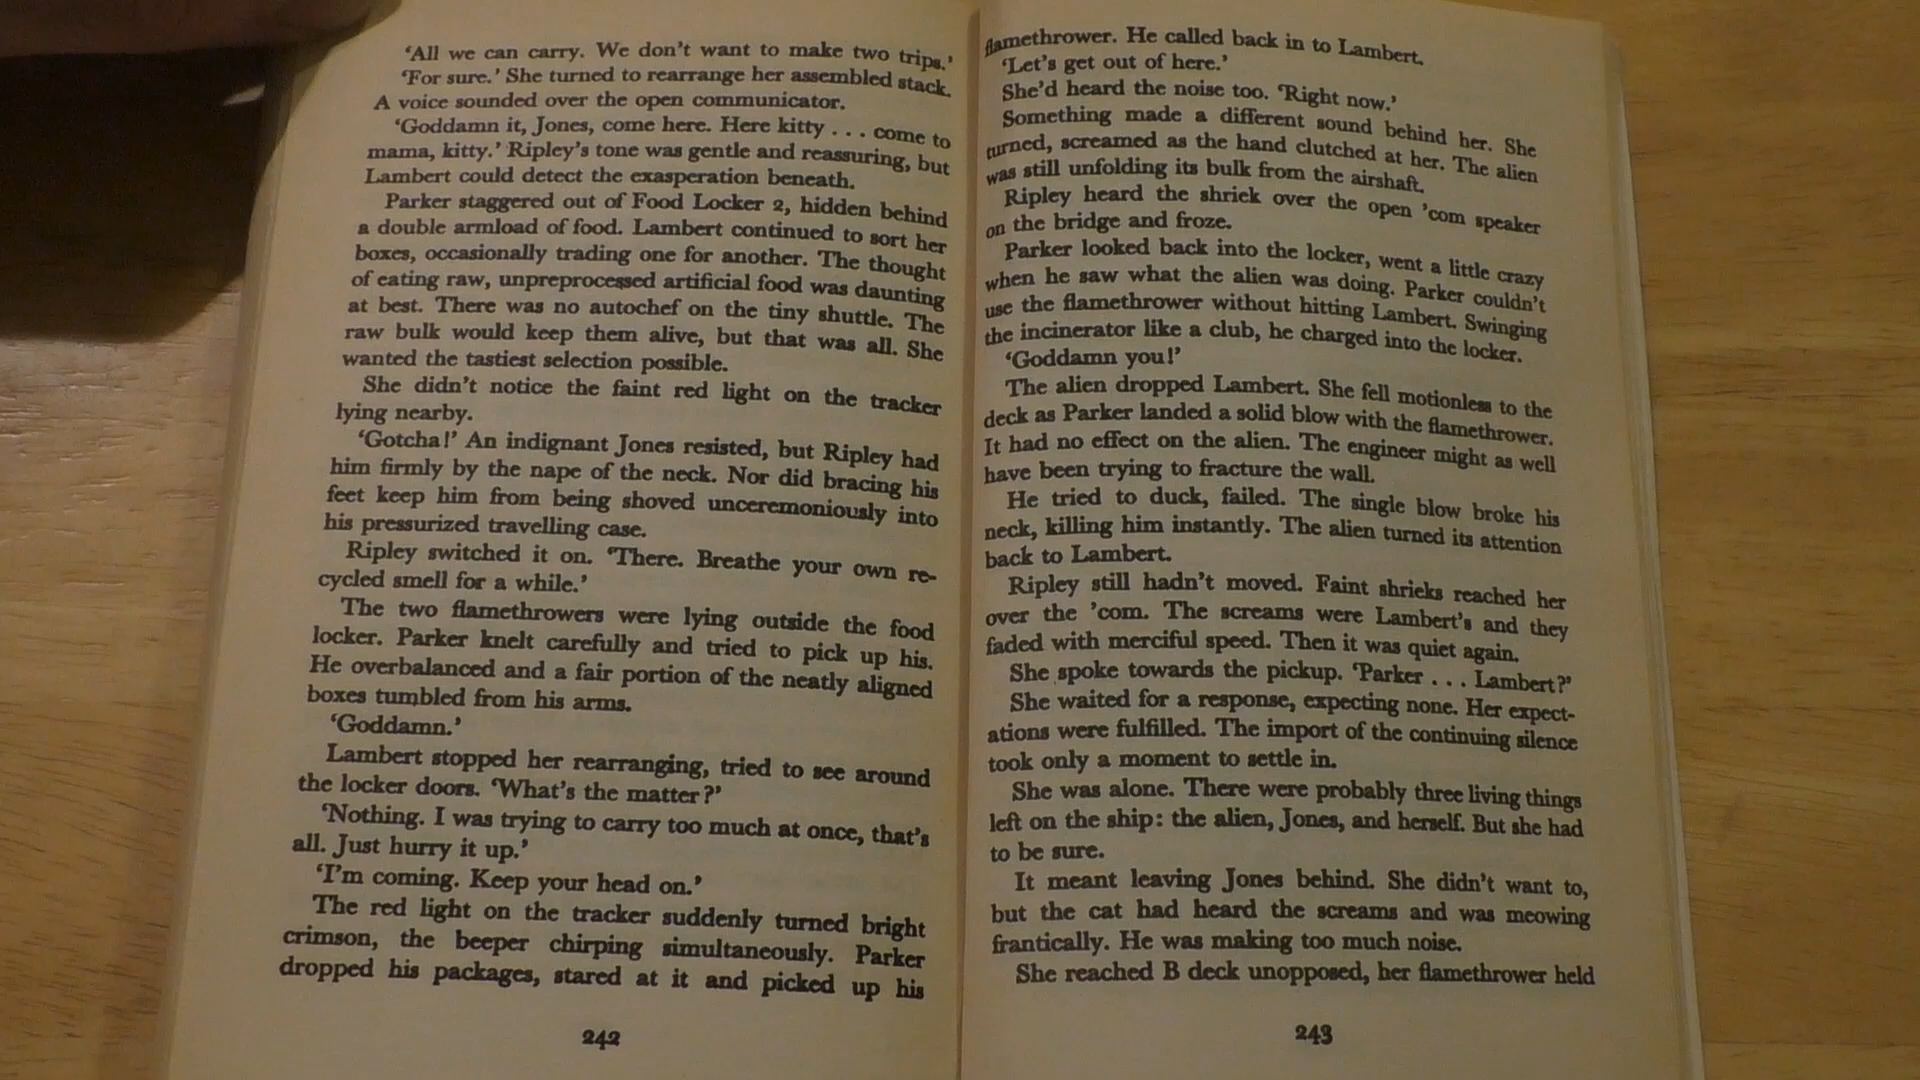 ‘All we can carry. We don’t want to make two trips.’
‘For sure.’ She turned to rearrange her assembled stack.
A voice sounded over the open communicator.
‘Goddamn it, Jones, come here. Here kitty . . . come to
mama, kitty.’ Ripley’s tone was gentle and reassuring, but
Lambert could detect the exasperation beneath.
Parker staggered out of Food Locker 2, hidden behind
a double armload of food. Lambert continued to sort her
boxes, occasionally trading one for another. The thought
of eating raw, unpreprocessed artificial food was daunting
at best. There was no autochef on the tiny shuttle. The
raw bulk would keep them alive, but that was all. She
wanted the tastiest selection possible.
She didn’t notice the faint red light on the tracker
lying nearby.
‘Gotcha!’ An indignant Jones resisted, but Ripley had
him firmly by the nape of the neck. Nor did bracing his
feet keep him from being shoved unceremoniously into
his pressurized travelling case.
Ripley switched it on. ‘There. Breathe your own re-
cycled smell for a while.’
The two flamethrowers were lying outside the food
locker. Parker knelt carefully and tried to pick up his.
He overbalanced and a fair portion of the neatly aligned
boxes tumbled from his arms.
‘Goddamn.’
Lambert stopped her rearranging, tried to see around
the locker doors. ‘What’s the matter?’
‘Nothing. I was trying to carry too much at once, that’s
all. Just hurry it up.’
‘I’m coming. Keep your head on.’
The red light on the tracker suddenly turned bright
crimson, the beeper chirping simultaneously. Parker
dropped his packages, stared at it and picked up his
242
flamethrower. He called back in to Lambert.
‘Let’s get out of here.’
She’d heard the noise too. ‘Right now.’
Something made a different sound behind her. She
turned, screamed as the hand clutched at her. The alien
was still unfolding its bulk from the airshaft.
Ripley heard the shriek over the open ’com speaker
on the bridge and froze.
Parker looked back into the locker, went a little crazy
when he saw what the alien was doing. Parker couldn’t
use the flamethrower without hitting Lambert. Swinging
the incinerator like a club, he charged into the locker.
‘Goddamn you!’
The alien dropped Lambert. She fell motionless to the
deck as Parker landed a solid blow with the flamethrower.
It had no effect on the alien. The engineer might as well
have been trying to fracture the wall.
He tried to duck, failed. The single blow broke his
neck, killing him instantly. The alien turned its attention
back to Lambert.
Ripley still hadn’t moved. Faint shrieks reached her
over the ’com. The screams were Lambert’s and they
faded with merciful speed. Then it was quiet again.
She spoke towards the pickup. ‘Parker . . . Lambert?’
She waited for a response, expecting none. Her expect-
ations were fulfilled. The import of the continuing silence
took only a moment to settle in.
She was alone. There were probably three living things
left on the ship: the alien, Jones, and herself. But she had
to be sure.
It meant leaving Jones behind. She didn’t want to,
but the cat had heard the screams and was meowing
frantically. He was making too much noise.
She reached B deck unopposed, her flamethrower held
243